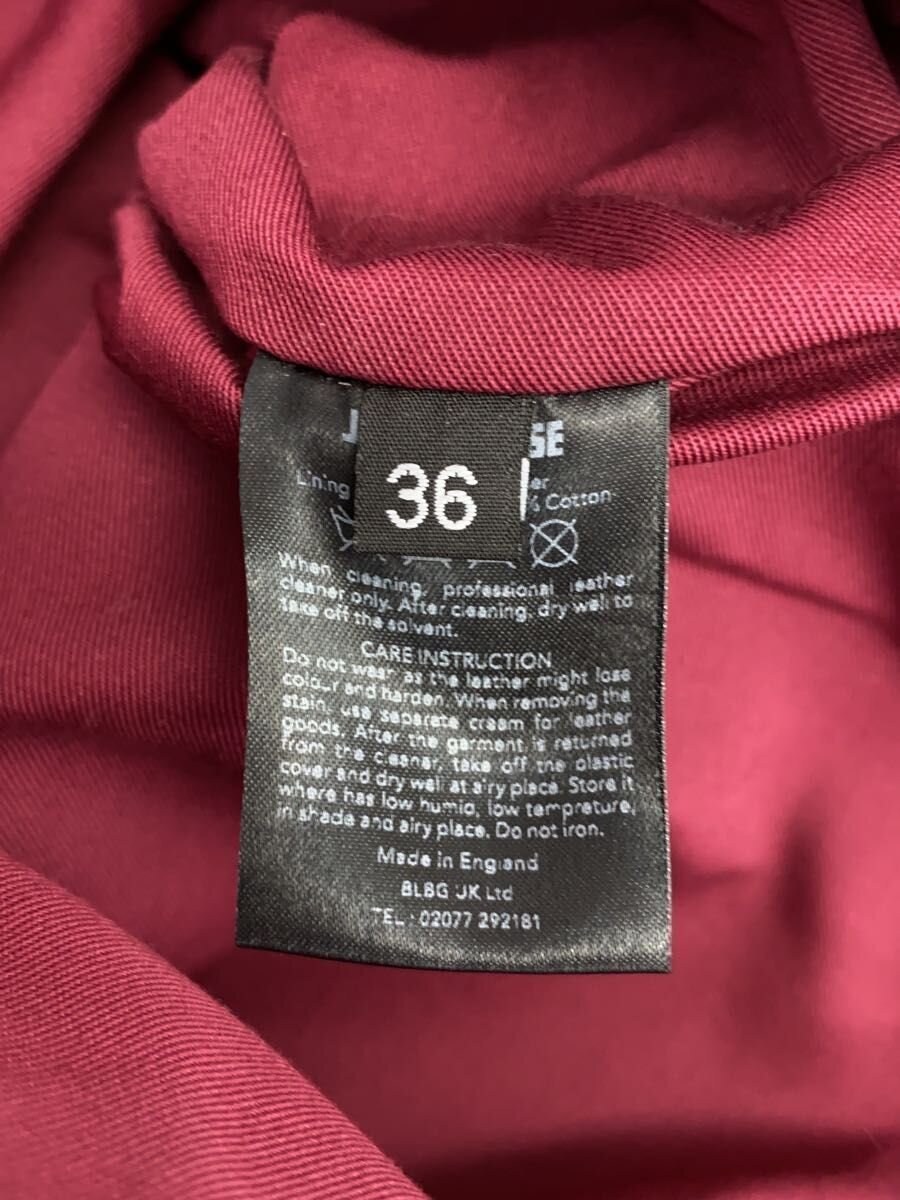 J SE
36
Lining er
% Cotton
When cleaning, professional leather
cleaner only. After cleaning, dry well to
take off the solvent.
CARE INSTRUCTION
Do not wash as the leather might lose
colour and harden. When removing the
stain, use separate cream for leather
goods. After the garment is returned
from the cleaner, take off the plastic
cover and dry well at airy place. Store it
where has low humid, low temprature,
in shade and airy place. Do not iron.
Made in England
BLBG UK Ltd
TEL · 02077 292181